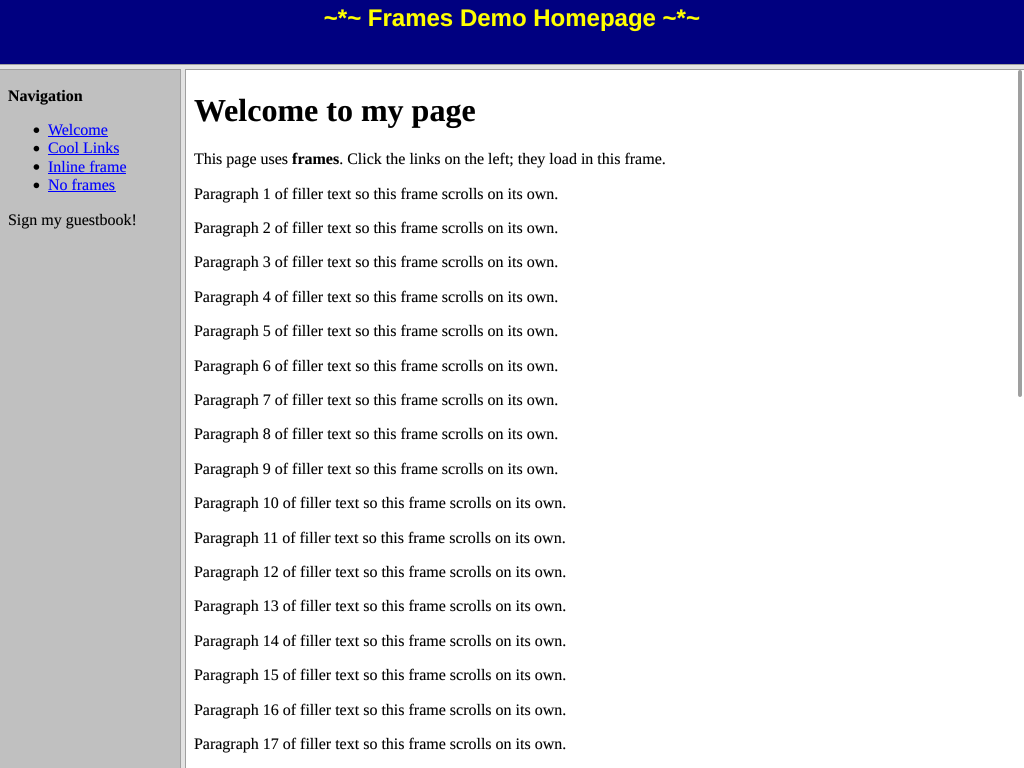 ~*~ Frames Demo Homepage ~*~
Navigation
Welcome
Cool Links
Inline frame
No frames
Sign my guestbook!
Welcome to my page
This page uses frames. Click the links on the left; they load in this frame.
Paragraph 1 of filler text so this frame scrolls on its own.
Paragraph 2 of filler text so this frame scrolls on its own.
Paragraph 3 of filler text so this frame scrolls on its own.
Paragraph 4 of filler text so this frame scrolls on its own.
Paragraph 5 of filler text so this frame scrolls on its own.
Paragraph 6 of filler text so this frame scrolls on its own.
Paragraph 7 of filler text so this frame scrolls on its own.
Paragraph 8 of filler text so this frame scrolls on its own.
Paragraph 9 of filler text so this frame scrolls on its own.
Paragraph 10 of filler text so this frame scrolls on its own.
Paragraph 11 of filler text so this frame scrolls on its own.
Paragraph 12 of filler text so this frame scrolls on its own.
Paragraph 13 of filler text so this frame scrolls on its own.
Paragraph 14 of filler text so this frame scrolls on its own.
Paragraph 15 of filler text so this frame scrolls on its own.
Paragraph 16 of filler text so this frame scrolls on its own.
Paragraph 17 of filler text so this frame scrolls on its own.